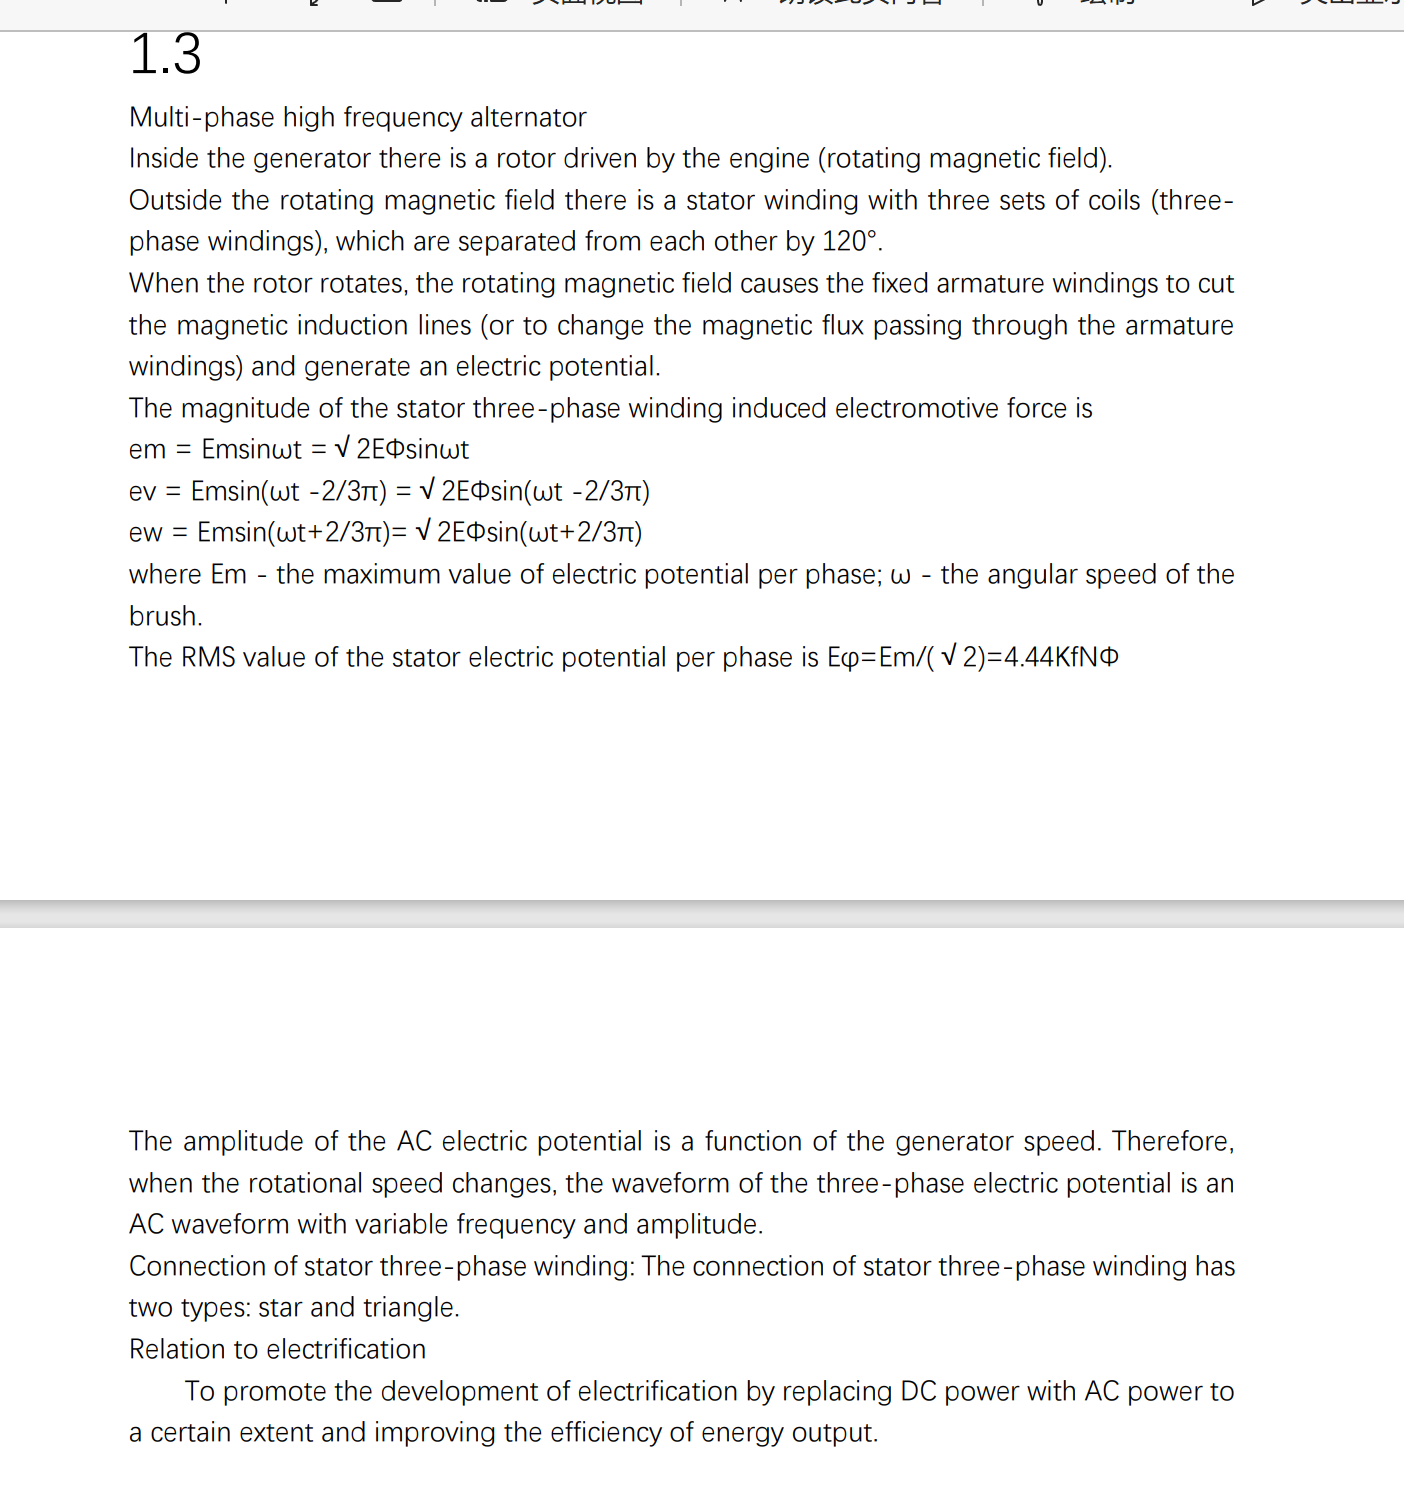 1.3
Multi-phase high frequency alternator
Inside the generator there is a rotor driven by the engine (rotating magnetic field).
Outside the rotating magnetic field there is a stator winding with three sets of coils (three-
phase windings), which are separated from each other by 120°.
When the rotor rotates, the rotating magnetic field causes the fixed armature windings to cut
the magnetic induction lines (or to change the magnetic flux passing through the armature
windings) and generate an electric potential.
The magnitude of the stator three-phase winding induced electromotive force is
em = Emsinωt = √ 2EΦsinωt
ev = Emsin(ωt -2/3π) = √ 2EΦsin(ωt -2/3π)
ew = Emsin(ωt+2/3π)= √ 2EΦsin(ωt+2/3π)
where Em - the maximum value of electric potential per phase; ω - the angular speed of the
brush.
The RMS value of the stator electric potential per phase is Eφ=Em/( √ 2)=4.44KfNΦ
The amplitude of the AC electric potential is a function of the generator speed. Therefore,
when the rotational speed changes, the waveform of the three-phase electric potential is an
AC waveform with variable frequency and amplitude.
Connection of stator three-phase winding: The connection of stator three-phase winding has
two types: star and triangle.
Relation to electrification
To promote the development of electrification by replacing DC power with AC power to
a certain extent and improving the efficiency of energy output.